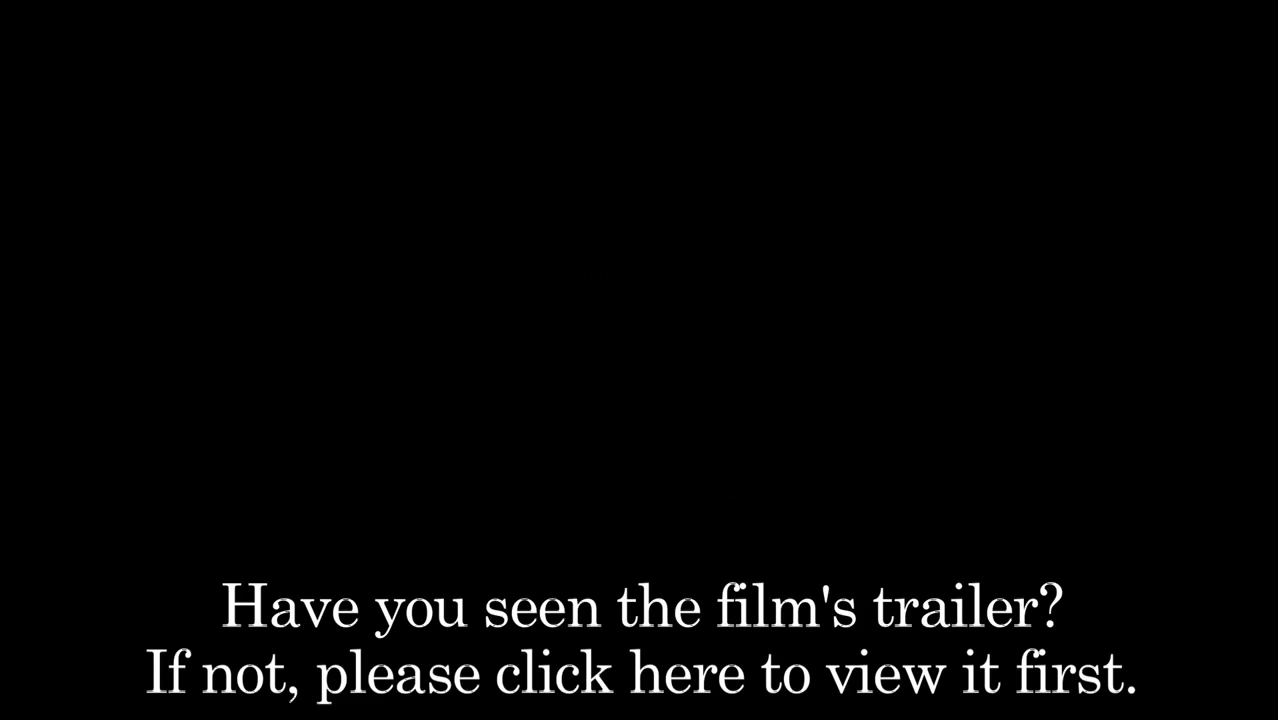 Have you seen the film's trailer?
If not, please click here to view it first.